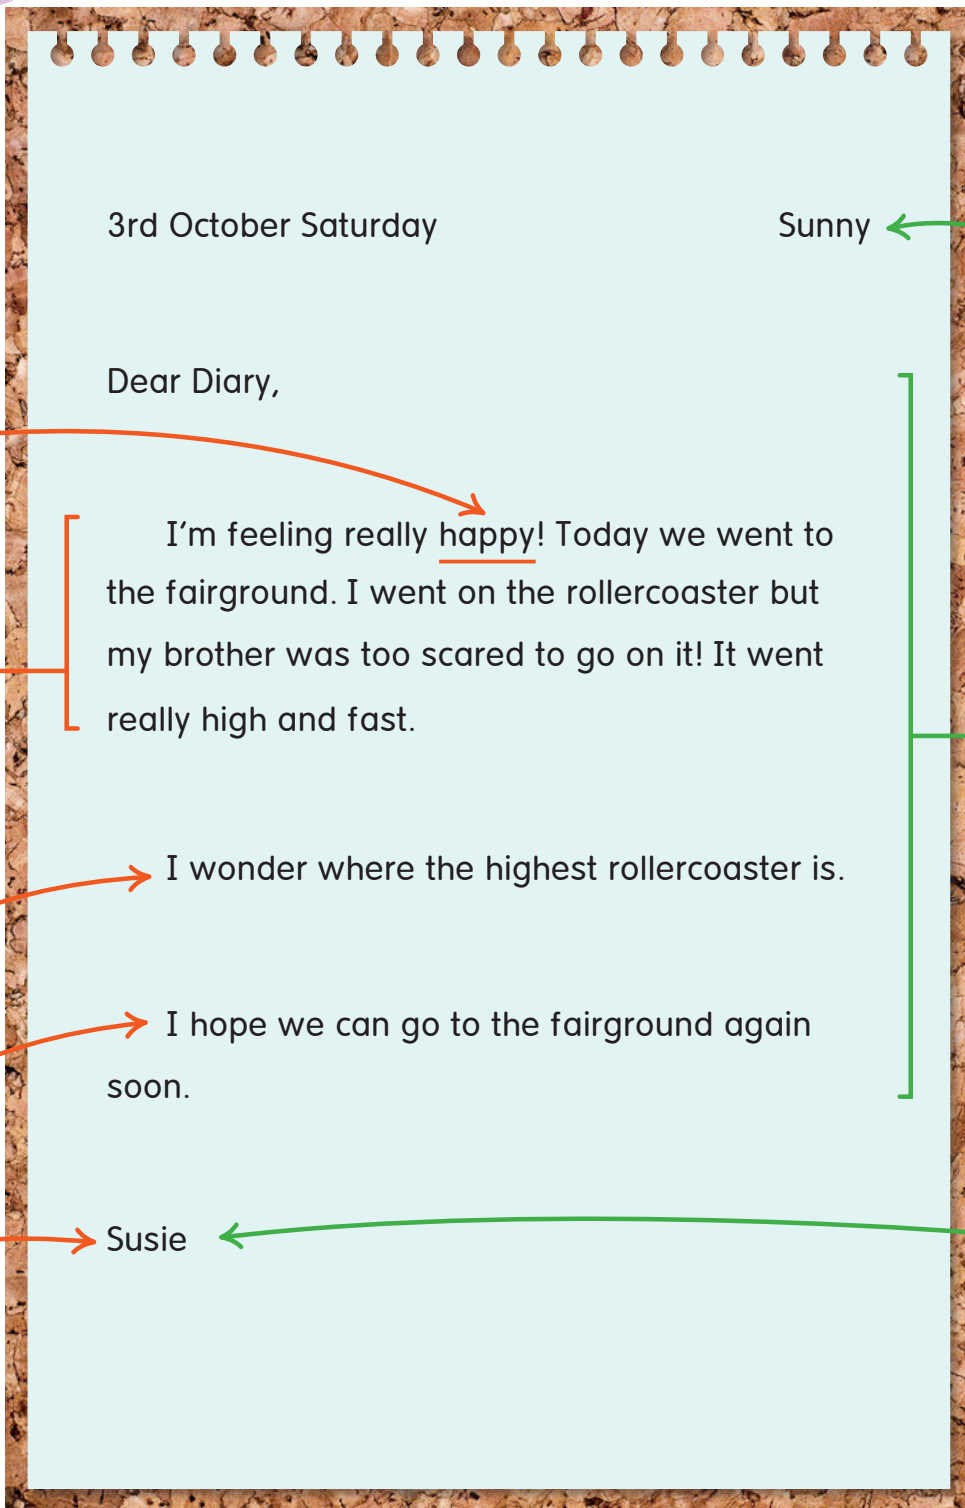 3rd October Saturday Sunny
Dear Diary,
I'm feeling really happy! Today we went to
the fairground. I went on the rollercoaster but
my brother was too scared to go on it! It went
really high and fast.
I wonder where the highest rollercoaster is.
I hope we can go to the fairground again
soon.
Susie